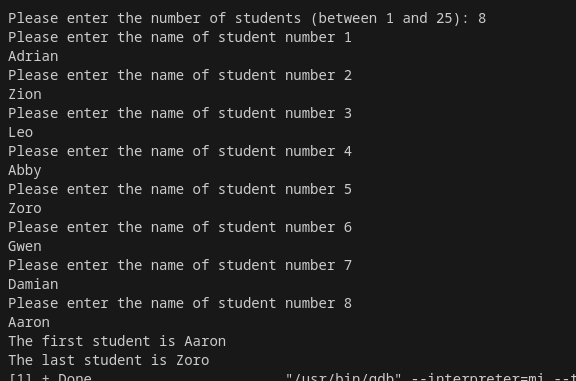 Please enter the number of students (between 1 and 25): 8
Please enter the name of student number 1
Adrian
Please enter the name of student number 2
Zion
Please enter the name of student number 3
Leo
Please enter the name of student number 4
Abby
Please enter the name of student number 5
Zoro
Please enter the name of student number 6
Gwen
Please enter the name of student number 7
Damian
Please enter the name of student number 8
Aaron
The first student is Aaron
The last student is Zoro
[1] + Done "/usr/bin/gdb" --interpreter=mi